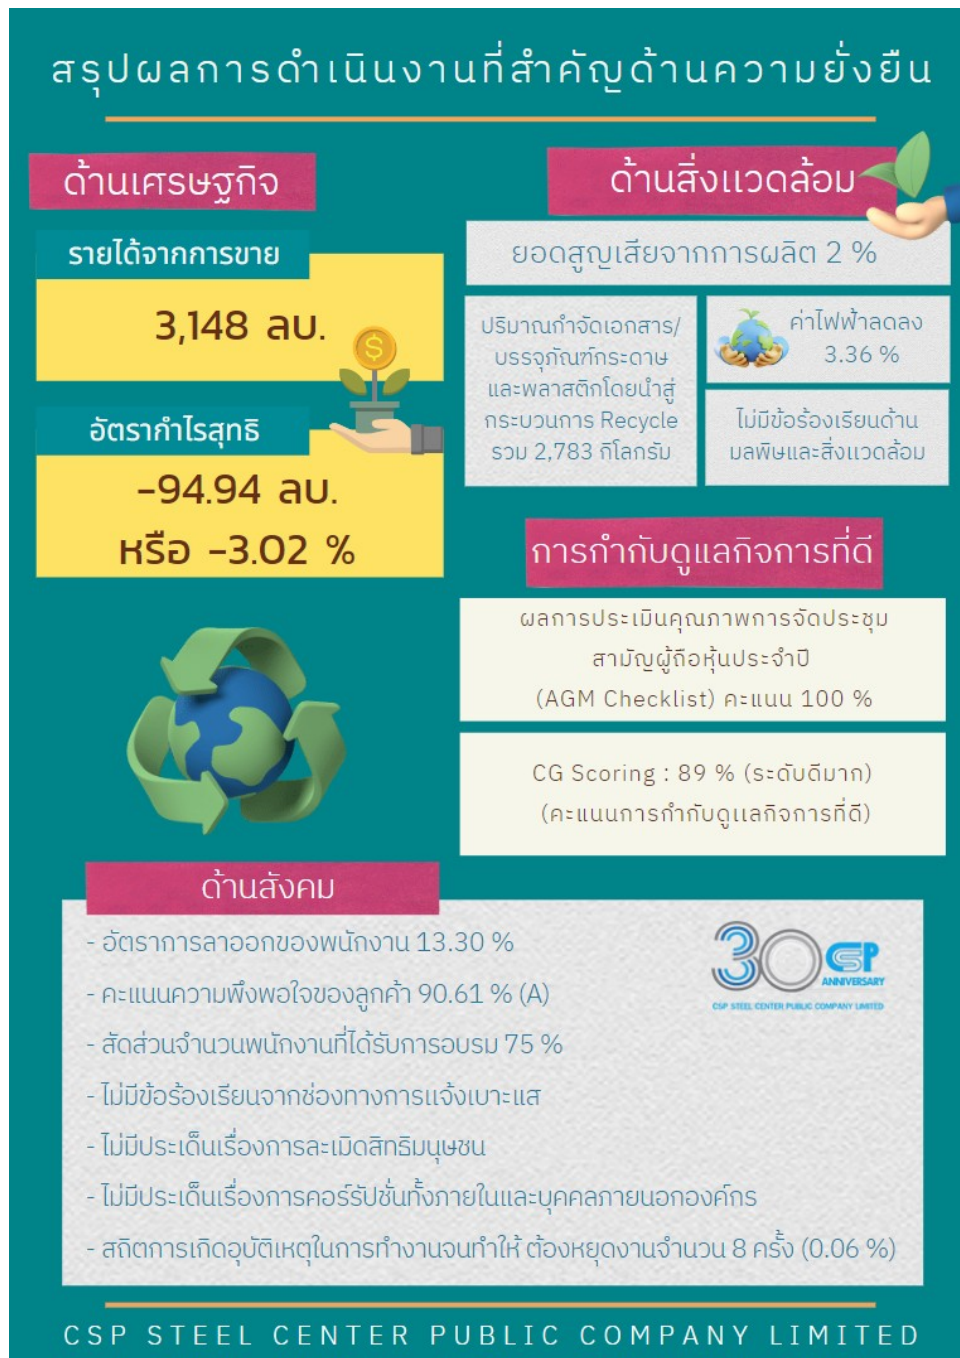 สรุปผลการดำเนินงานที่สำคัญด้านความยั่งยืน
ด้านเศรษฐกิจ
รายได้จากการขาย
3,148 ลบ.
อัตรากำไรสุทธิ
-94.94 ลบ.
หรือ -3.02 %
ด้านสิ่งแวดล้อม
ยอดสูญเสียจากการผลิต 2 %
ปริมาณกำจัดเอกสาร/
บรรจุภัณฑ์กระดาษ
และพลาสติกโดยนำสู่
กระบวนการ Recycle
รวม 2,783 กิโลกรัม
ค่าไฟฟ้าลดลง
3.36 %
ไม่มีข้อร้องเรียนด้าน
มลพิษและสิ่งแวดล้อม
การกำกับดูแลกิจการที่ดี
ผลการประเมินคุณภาพการจัดประชุม
สามัญผู้ถือหุ้นประจำปี
(AGM Checklist) คะแนน 100 %
CG Scoring : 89 % (ระดับดีมาก)
(คะแนนการกำกับดูแลกิจการที่ดี)
ด้านสังคม
- อัตราการลาออกของพนักงาน 13.30 %
- คะแนนความพึงพอใจของลูกค้า 90.61 % (A)
- สัดส่วนจำนวนพนักงานที่ได้รับการอบรม 75 %
- ไม่มีข้อร้องเรียนจากช่องทางการแจ้งเบาะแส
- ไม่มีประเด็นเรื่องการละเมิดสิทธิมนุษชน
- ไม่มีประเด็นเรื่องการคอร์รัปชั่นทั้งภายในและบุคคลภายนอกองค์กร
- สถิตการเกิดอุบัติเหตุในการทำงานจนทำให้ ต้องหยุดงานจำนวน 8 ครั้ง (0.06 %)
30 CSP
ANNIVERSARY
CSP STEEL CENTER PUBLIC COMPANY LIMITED
CSP STEEL CENTER PUBLIC COMPANY LIMITED